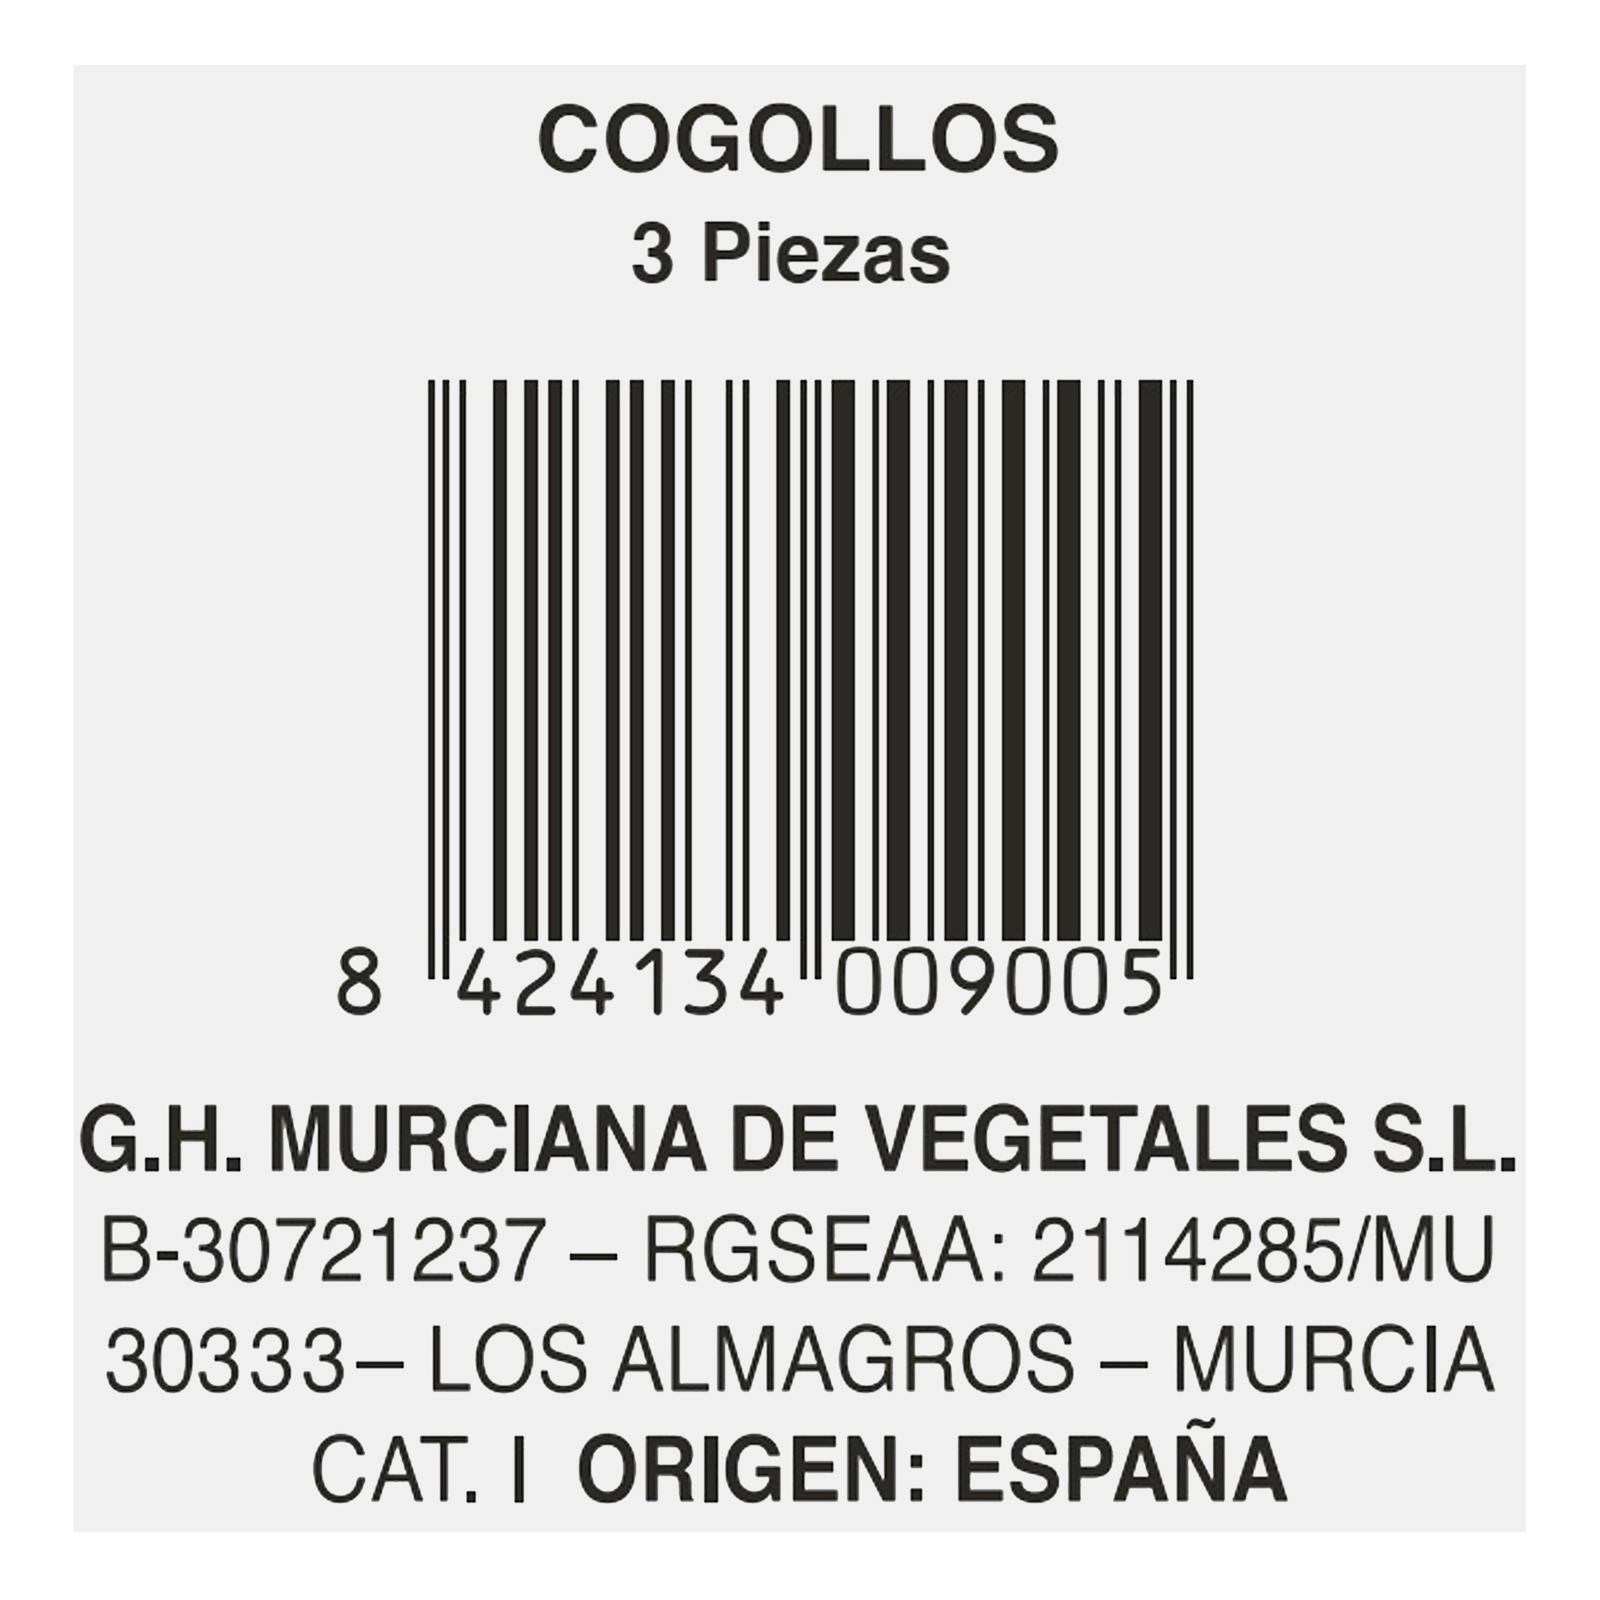 COGOLLOS
3 Piezas
8 424134 009005
G.H. MURCIANA DE VEGETALES S.L.
B-30721237 – RGSEAA: 2114285/MU
30333– LOS ALMAGROS – MURCIA
CAT. I ORIGEN: ESPAÑA